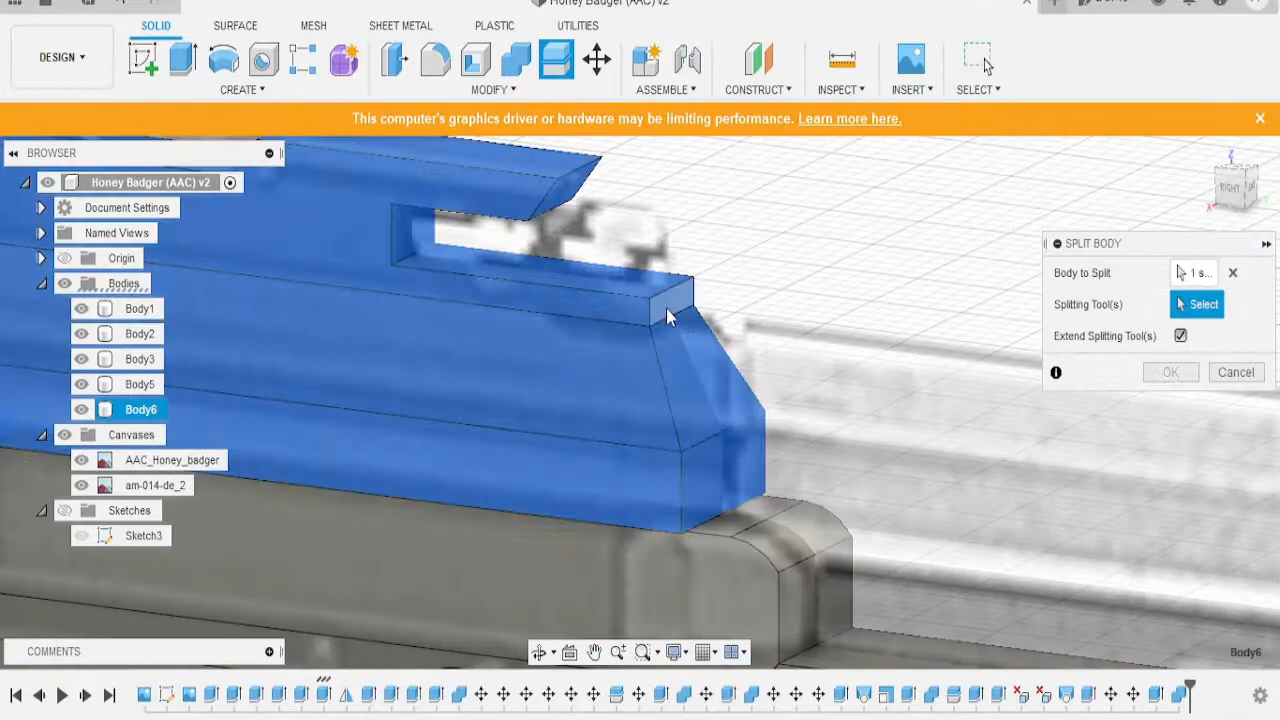 Honey Badger (AAC) v2
SOLID SURFACE MESH SHEET METAL PLASTIC UTILITIES
DESIGN
CREATE MODIFY ASSEMBLE CONSTRUCT INSPECT INSERT SELECT
This computer's graphics driver or hardware may be limiting performance. Learn more here.
BROWSER
Honey Badger (AAC) v2
Document Settings
Named Views
Origin
Bodies
Body1
Body2
Body3
Body5
Body6
Canvases
AAC_Honey_badger
am-014-de_2
Sketches
Sketch3
RIGHT
SPLIT BODY
Body to Split 1 s...
Splitting Tool(s) Select
Extend Splitting Tool(s)
OK Cancel
Body6
COMMENTS